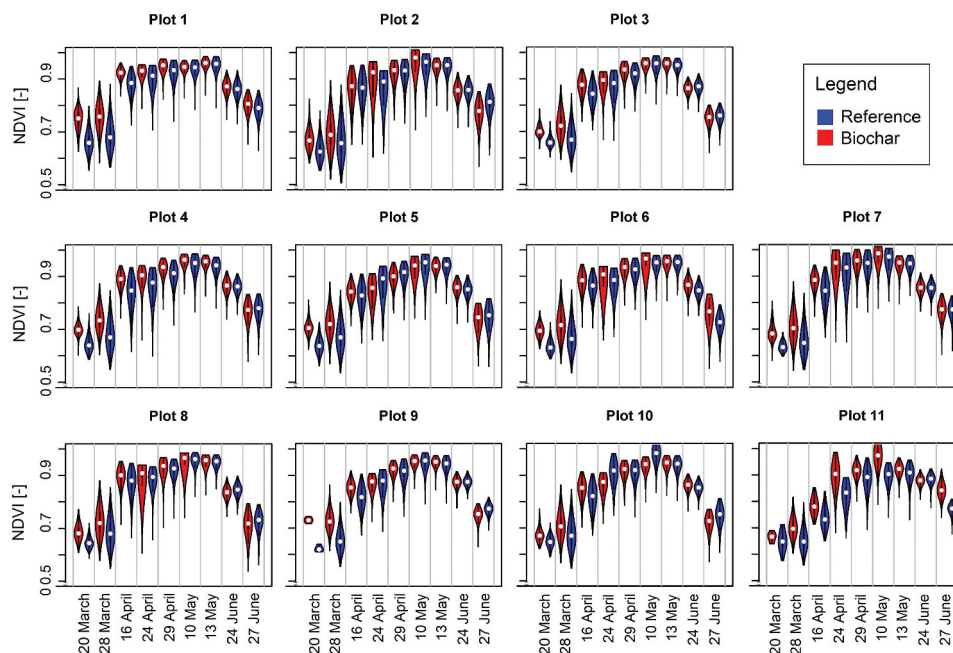 Plot 1
Plot 2
Plot 3
NDVI [-]
0.9
0.7
0.5
0
Legend
Reference
Biochar
Plot 4
Plot 5
Plot 6
Plot 7
NDVI [-]
0.9
0.7
0.5
0
Plot 8
Plot 9
Plot 10
Plot 11
NDVI [-]
0.9
0.7
0.5
0
20 March
28 March
16 April
24 April
29 April
10 May
13 May
24 June
27 June
20 March
28 March
16 April
24 April
29 April
10 May
13 May
24 June
27 June
20 March
28 March
16 April
24 April
29 April
10 May
13 May
24 June
27 June
20 March
28 March
16 April
24 April
29 April
10 May
13 May
24 June
27 June